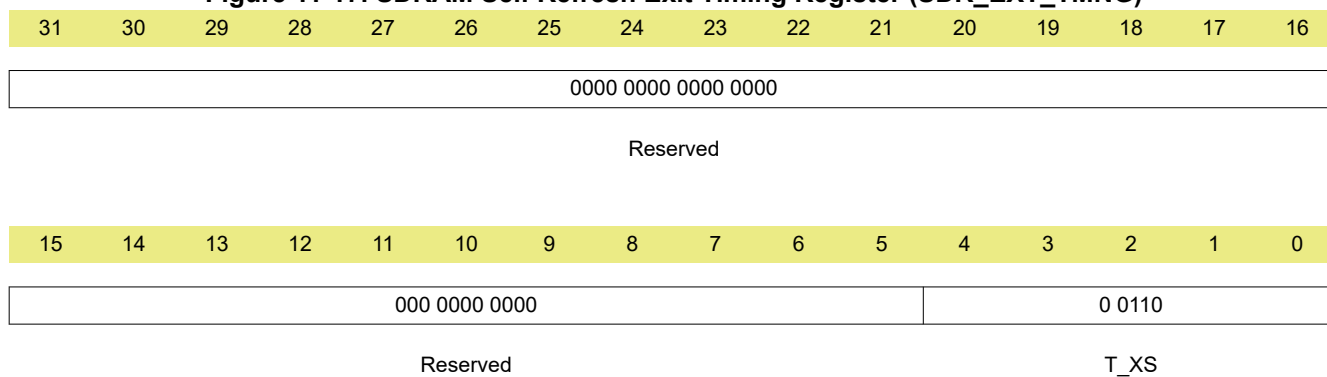 31 30 29 28 27 26 25 24 23 22 21 20 19 18 17 16
0000 0000 0000 0000
Reserved
15 14 13 12 11 10 9 8 7 6 5 4 3 2 1 0
000 0000 0000 0 0110
Reserved T_XS